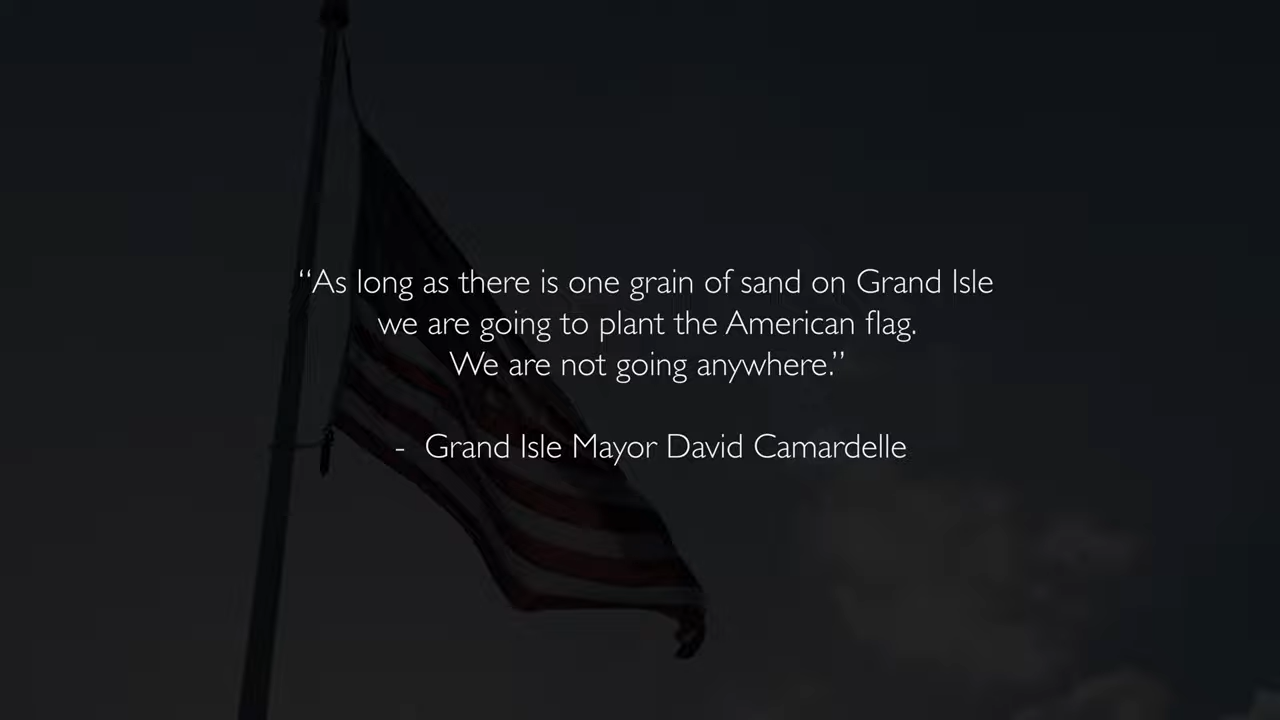 “As long as there is one grain of sand on Grand Isle
we are going to plant the American flag.
We are not going anywhere.”
- Grand Isle Mayor David Camardelle